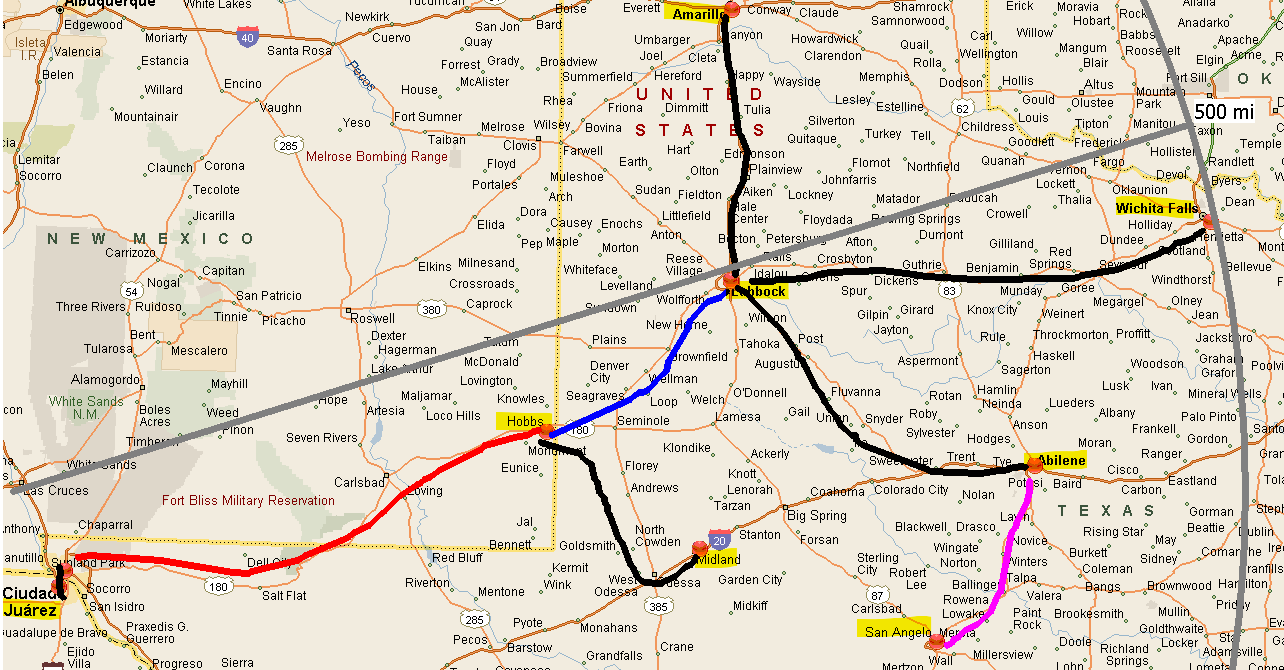 Albuquerque
White Lakes
Tucumcari
Boise
Everett
Amarillo
Conway
Claude
Shamrock
Samnorwood
Erick
Moravia
Hobart
Rock
Alfalfa
Anadarko
Edgewood
Newkirk
San Jon
Bard
Canyon
Carl
Willow
Babbs
Roosevelt
Apache
Isleta
I.R.
Moriarty
40
Cuervo
Quay
Umbarger
Howardwick
Quail
Wellington
Mangum
Blair
Elgin
Acme
Valencia
Santa Rosa
Joel
Cleta
Clarendon
Rolla
Estancia
Forrest
Grady
Broadview
Belen
Encino
Pecos
McAlister
Summerfield
Hereford
Happy
Wayside
Memphis
Dodson
Hollis
Altus
Fort Sill
O K
Willard
House
UNITED
Lesley
Estelline
Gould
Olustee
Mountain
Park
Vaughn
Rhea
Friona
Dimmitt
Tulia
62
Louis
500 mi
Mountainair
Fort Sumner
Melrose
Wilsey
Bovina
STATES
Silverton
Turkey
Tell
Childress
Tipton
Manitou
Faxon
Yeso
Taiban
Clovis
Quitaque
Goodlett
Frederick
Temple
285
Melrose Bombing Range
Farwell
Hart
Edmonson
Hollister
Lemitar
Floyd
Earth
Flomot
Northfield
Quanah
Fargo
Randlett
Socorro
Claunch
Corona
Olton
Plainview
Vernon
Devol
Tecolote
Portales
Muleshoe
Johnfarris
Lockett
Oklaunion
Byers
Arch
Sudan
Fieldton
Aiken
Lockney
Matador
Paducah
Thalia
Dean
Jicarilla
Dora
Littlefield
Hale
Center
Floydada
Roaring Springs
Crowell
Wichita Falls
Elida
Causey
Enochs
Dumont
Holliday
NEW MEXICO
Pep
Maple
Anton
Becton
Petersburg
Afton
Gilliland
Red
Springs
Dundee
Henrietta
Carrizozo
Morton
Scotland
Capitan
Elkins
Milnesand
Whiteface
Reese
Village
Ralls
Crosbyton
Guthrie
Benjamin
Seymour
Bellevue
Nogal
Crossroads
Levelland
Idalou
Dickens
Goree
Windthorst
54
San Patricio
Lubbock
Spur
83
Munday
Three Rivers
Ruidoso
Caprock
Wolfforth
Megargel
Olney
Tinnie
Picacho
380
Knox City
Weinert
Jean
Roswell
Wilson
Gilpin
Girard
Bent
Dexter
New Home
Jayton
Throckmorton
Proffitt
Tularosa
Mescalero
Hagerman
Tatum
Plains
Tahoka
Post
Rule
Jacksboro
McDonald
Brownfield
Haskell
Graham
Lake Arthur
Denver
City
Aspermont
Sagerton
Woodson
Graford
Alamogordo
Mayhill
Lovington
Wellman
Lusk
Ivan
White Sands
N.M.
Hope
Maljamar
Knowles
Seagraves
Loop
Welch
O'Donnell
Fluvanna
Hamlin
Mineral Wells
Boles
Acres
Weed
Artesia
Loco Hills
Rotan
Neinda
Lueders
Hobbs
Seminole
Lamesa
Gail
Union
Snyder
Roby
Albany
Palo Pinto
Pinon
180
Anson
Frankell
Seven Rivers
Monument
Klondike
Sylvester
Hodges
Moran
Gordon
White Sands
Eunice
Florey
Ackerly
Sweetwater
Trent
Tye
Abilene
Ranger
Carlsbad
Andrews
Knott
Cisco
Las Cruces
Loving
Lenorah
Coahoma
Colorado City
Potosi
Baird
Carbon
Eastland
Fort Bliss Military Reservation
Tarzan
Nolan
Chaparral
Jal
North
Cowden
Big Spring
Blackwell
Drasco
TEXAS
Gorman
20
Stanton
Rising Star
Beattie
Bennett
Goldsmith
Forsan
Wingate
Novice
Red Bluff
Midland
Sterling
City
Norton
Winters
Burkett
Sidney
Sunland Park
Dell City
Kermit
Robert
Lee
Talpa
Coleman
Riverton
Wink
West
Odessa
Odessa
Garden City
Ballinger
Bangs
Brownwood
Hamilton
180
Salt Flat
Mentone
87
Rowena
Valera
Ciudad
Juárez
Socorro
385
Midkiff
Carlsbad
Lowake
Paint
Rock
Brookesmith
Mullin
San Isidro
285
Pyote
San Angelo
Goldthwaite
Guadalupe de Bravo
Praxedis G.
Guerrero
Pecos
Monahans
Mereta
Doole
Ejido
Villa
Barstow
Crane
Millersview
Progreso
Sierra
Grandfalls
Mertzon
Wall
Lohn
Lometa